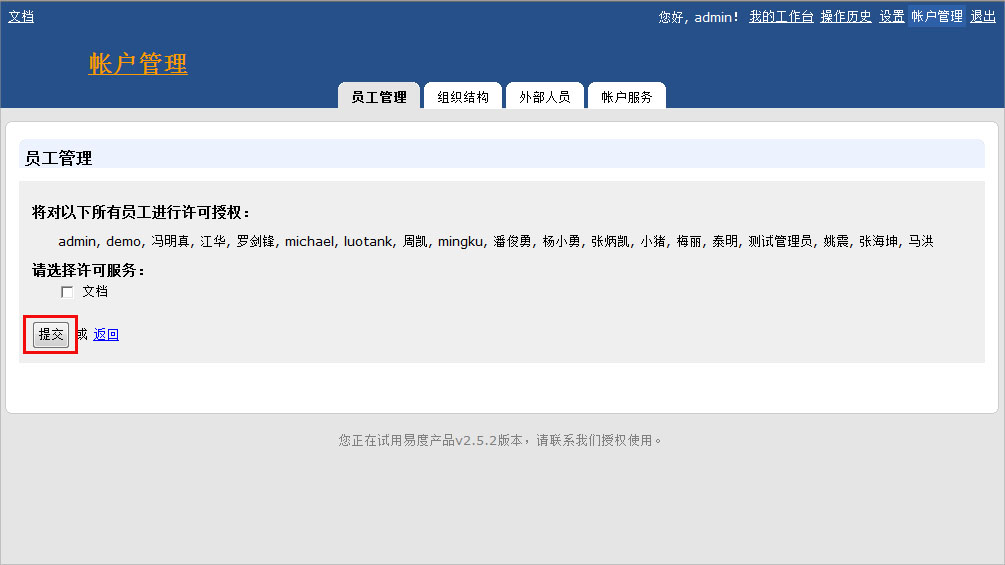 文档 您好, admin! 我的工作台 操作历史 设置 帐户管理 退出
帐户管理
员工管理 组织结构 外部人员 帐户服务
员工管理
将对以下所有员工进行许可授权：
admin, demo, 冯明真, 江华, 罗剑锋, michael, luotank, 周凯, mingku, 潘俊勇, 杨小勇, 张炳凯, 小猪, 梅丽, 秦明, 测试管理员, 姚震, 张海坤, 马洪
请选择许可服务：
文档
提交 或 返回
您正在试用易度产品v2.5.2版本，请联系我们授权使用。